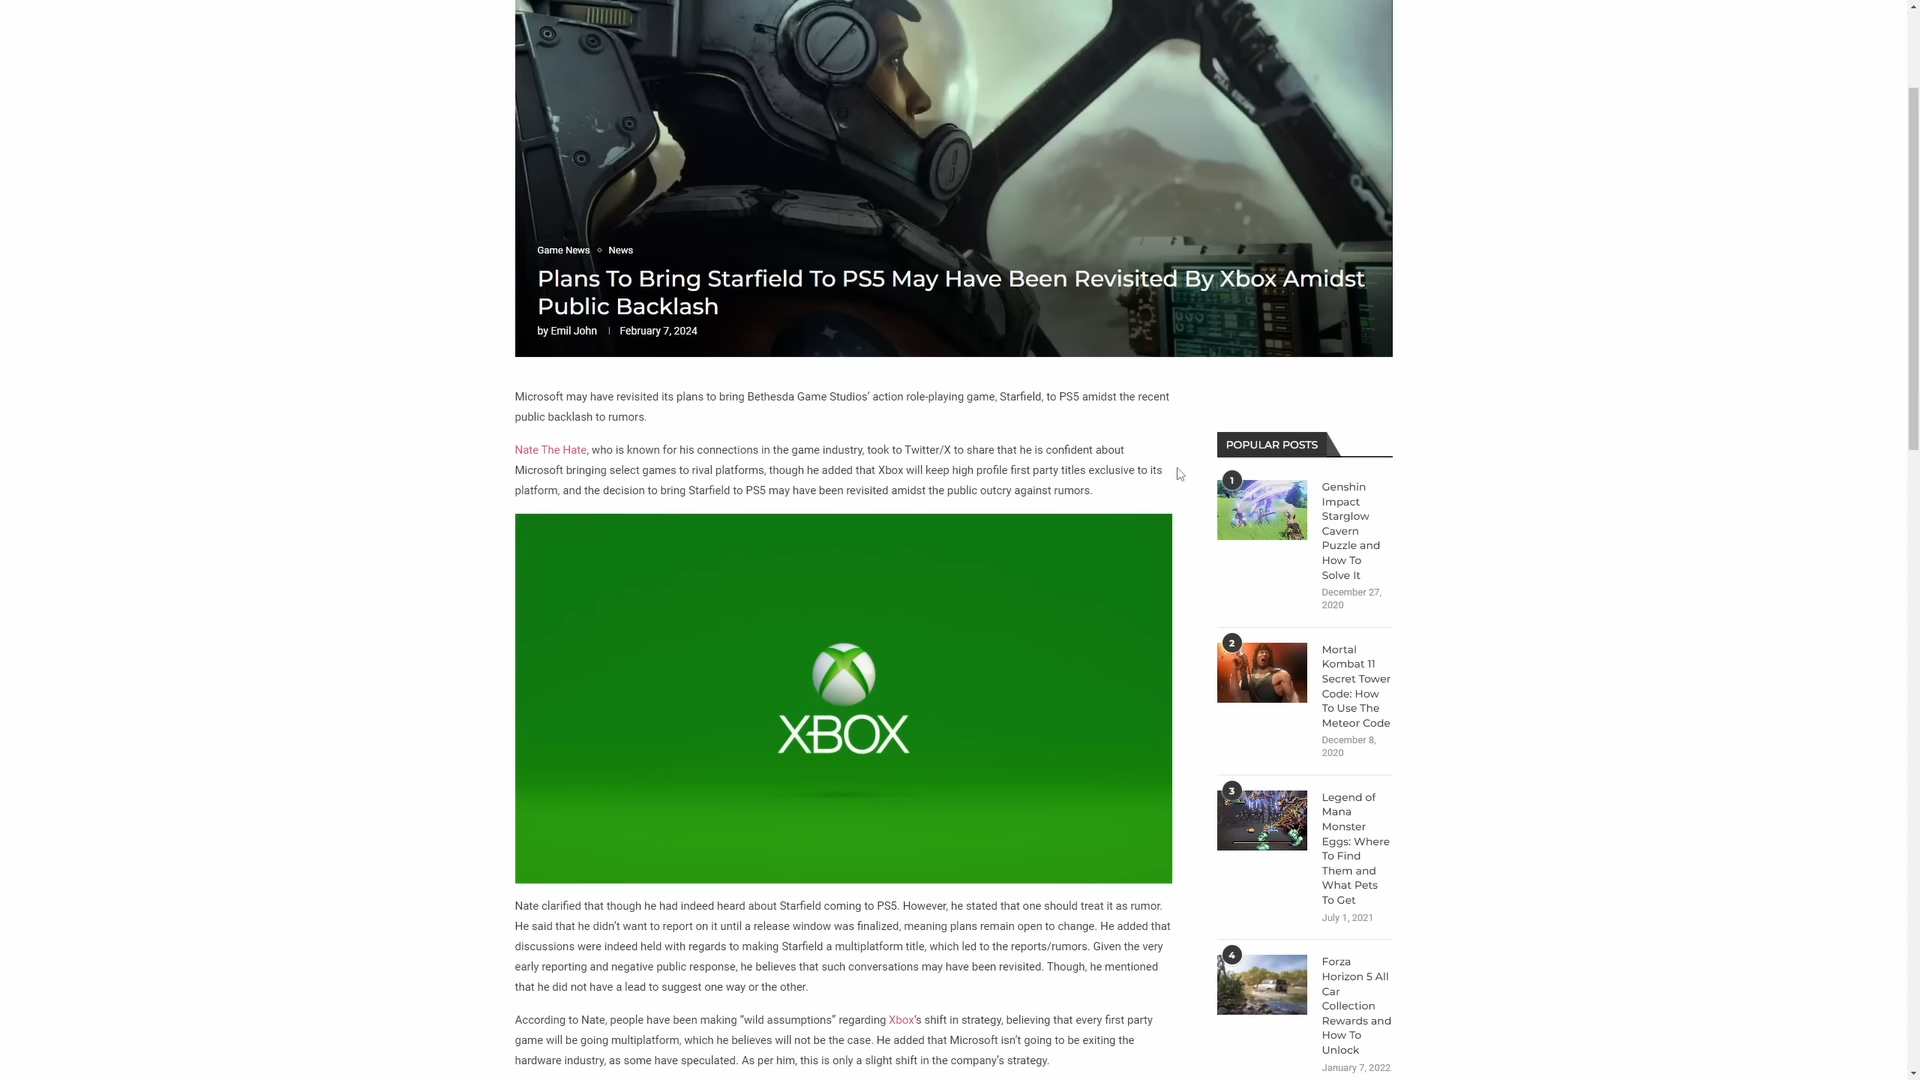 Game News ◇ News
Plans To Bring Starfield To PS5 May Have Been Revisited By Xbox Amidst
Public Backlash
by Emil John | February 7, 2024
Microsoft may have revisited its plans to bring Bethesda Game Studios’ action role-playing game, Starfield, to PS5 amidst the recent
public backlash to rumors.
Nate The Hate, who is known for his connections in the game industry, took to Twitter/X to share that he is confident about
Microsoft bringing select games to rival platforms, though he added that Xbox will keep high profile first party titles exclusive to its
platform, and the decision to bring Starfield to PS5 may have been revisited amidst the public outcry against rumors.
XBOX
Nate clarified that though he had indeed heard about Starfield coming to PS5. However, he stated that one should treat it as rumor.
He said that he didn’t want to report on it until a release window was finalized, meaning plans remain open to change. He added that
discussions were indeed held with regards to making Starfield a multiplatform title, which led to the reports/rumors. Given the very
early reporting and negative public response, he believes that such conversations may have been revisited. Though, he mentioned
that he did not have a lead to suggest one way or the other.
According to Nate, people have been making “wild assumptions” regarding Xbox’s shift in strategy, believing that every first party
game will be going multiplatform, which he believes will not be the case. He added that Microsoft isn’t going to be exiting the
hardware industry, as some have speculated. As per him, this is only a slight shift in the company’s strategy.
POPULAR POSTS
1
Genshin
Impact
Starglow
Cavern
Puzzle and
How To
Solve It
December 27,
2020
2
Mortal
Kombat 11
Secret Tower
Code: How
To Use The
Meteor Code
December 8,
2020
3
Legend of
Mana
Monster
Eggs: Where
To Find
Them and
What Pets
To Get
July 1, 2021
4
Forza
Horizon 5 All
Car
Collection
Rewards and
How To
Unlock
January 7, 2022